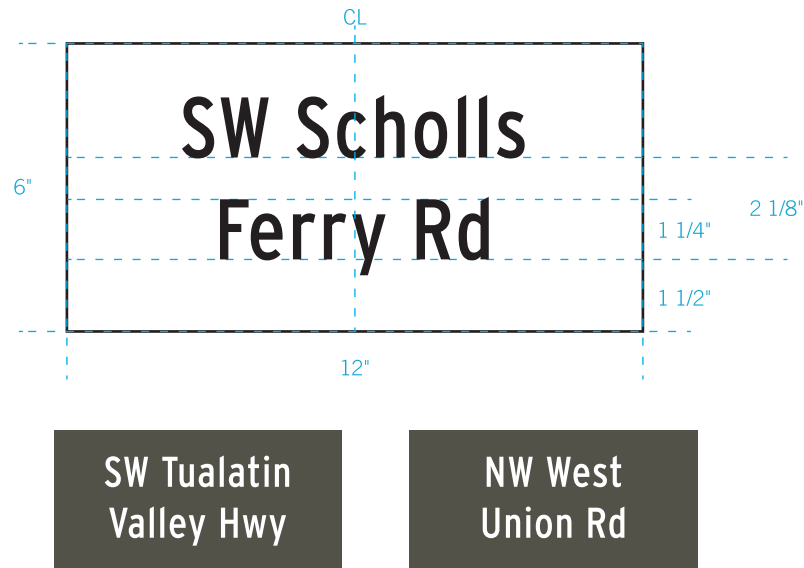 CL
SW Scholls
Ferry Rd
6"
2 1/8"
1 1/4"
1 1/2"
12"
SW Tualatin
Valley Hwy
NW West
Union Rd